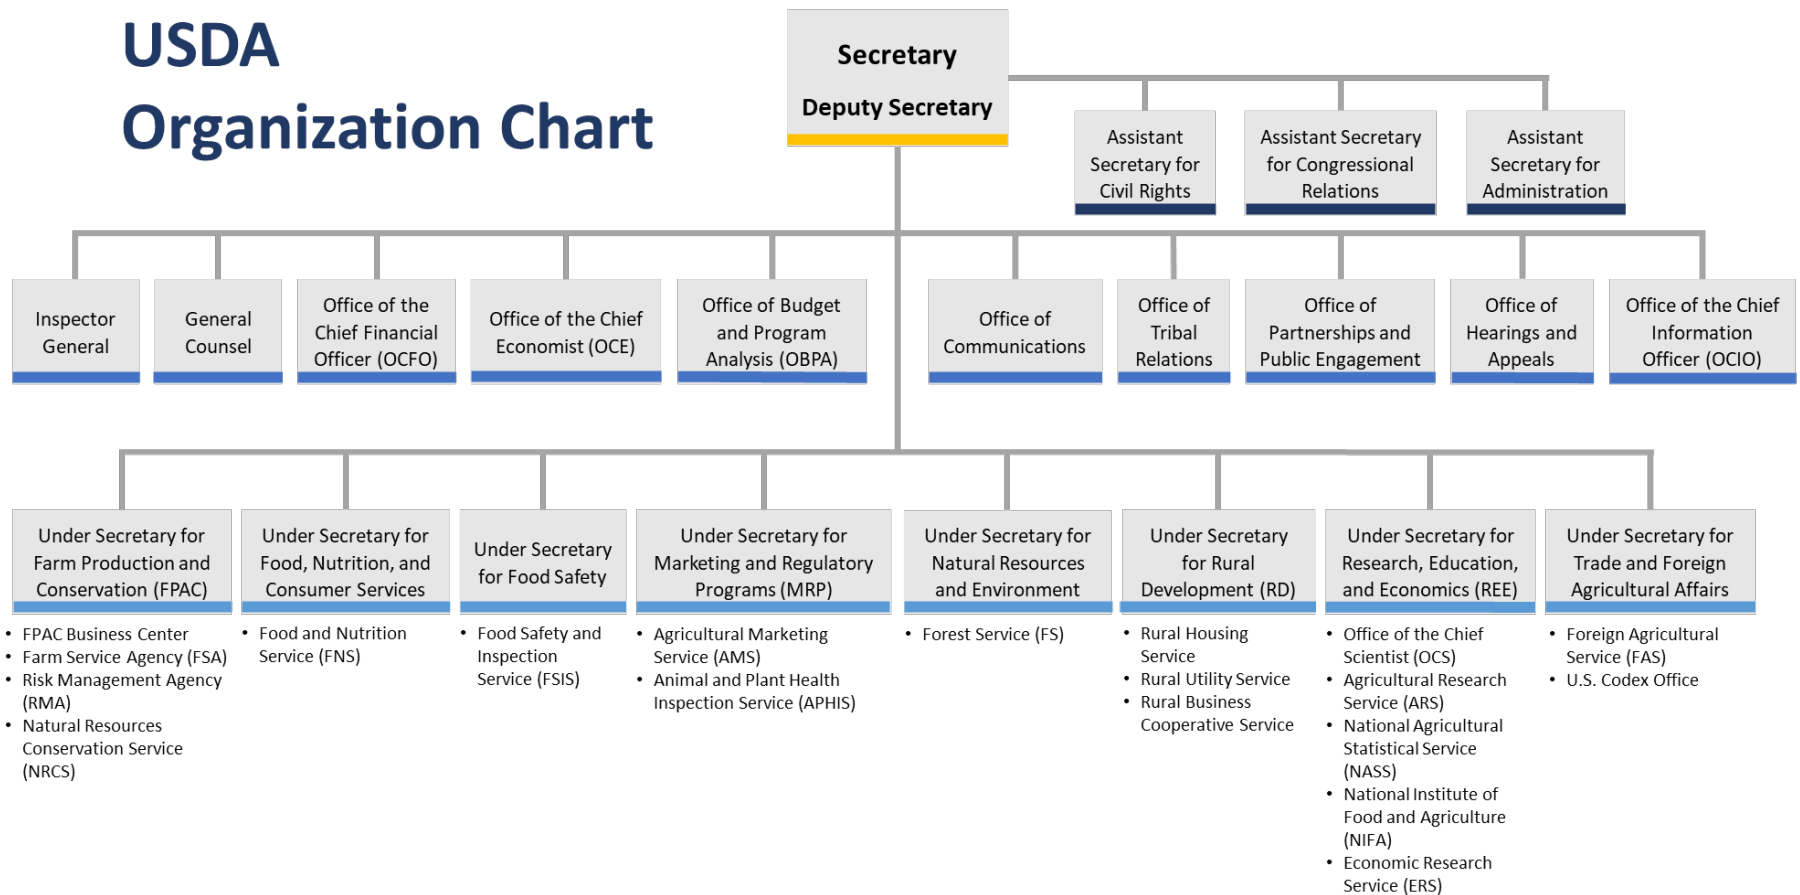 USDA
Organization Chart
Secretary
Deputy Secretary
Assistant
Secretary for
Civil Rights
Assistant Secretary
for Congressional
Relations
Assistant
Secretary for
Administration
Inspector
General
General
Counsel
Office of the
Chief Financial
Officer (OCFO)
Office of the Chief
Economist (OCE)
Office of Budget
and Program
Analysis (OBPA)
Office of
Communications
Office of
Tribal
Relations
Office of
Partnerships and
Public Engagement
Office of
Hearings and
Appeals
Office of the Chief
Information
Officer (OCIO)
Under Secretary for
Farm Production and
Conservation (FPAC)
• FPAC Business Center
• Farm Service Agency (FSA)
• Risk Management Agency
(RMA)
• Natural Resources
Conservation Service
(NRCS)
Under Secretary for
Food, Nutrition, and
Consumer Services
• Food and Nutrition
Service (FNS)
Under Secretary
for Food Safety
• Food Safety and
Inspection
Service (FSIS)
Under Secretary for
Marketing and Regulatory
Programs (MRP)
• Agricultural Marketing
Service (AMS)
• Animal and Plant Health
Inspection Service (APHIS)
Under Secretary for
Natural Resources
and Environment
• Forest Service (FS)
Under Secretary
for Rural
Development (RD)
• Rural Housing
Service
• Rural Utility Service
• Rural Business
Cooperative Service
Under Secretary for
Research, Education,
and Economics (REE)
• Office of the Chief
Scientist (OCS)
• Agricultural Research
Service (ARS)
• National Agricultural
Statistical Service
(NASS)
• National Institute of
Food and Agriculture
(NIFA)
• Economic Research
Service (ERS)
Under Secretary for
Trade and Foreign
Agricultural Affairs
• Foreign Agricultural
Service (FAS)
• U.S. Codex Office